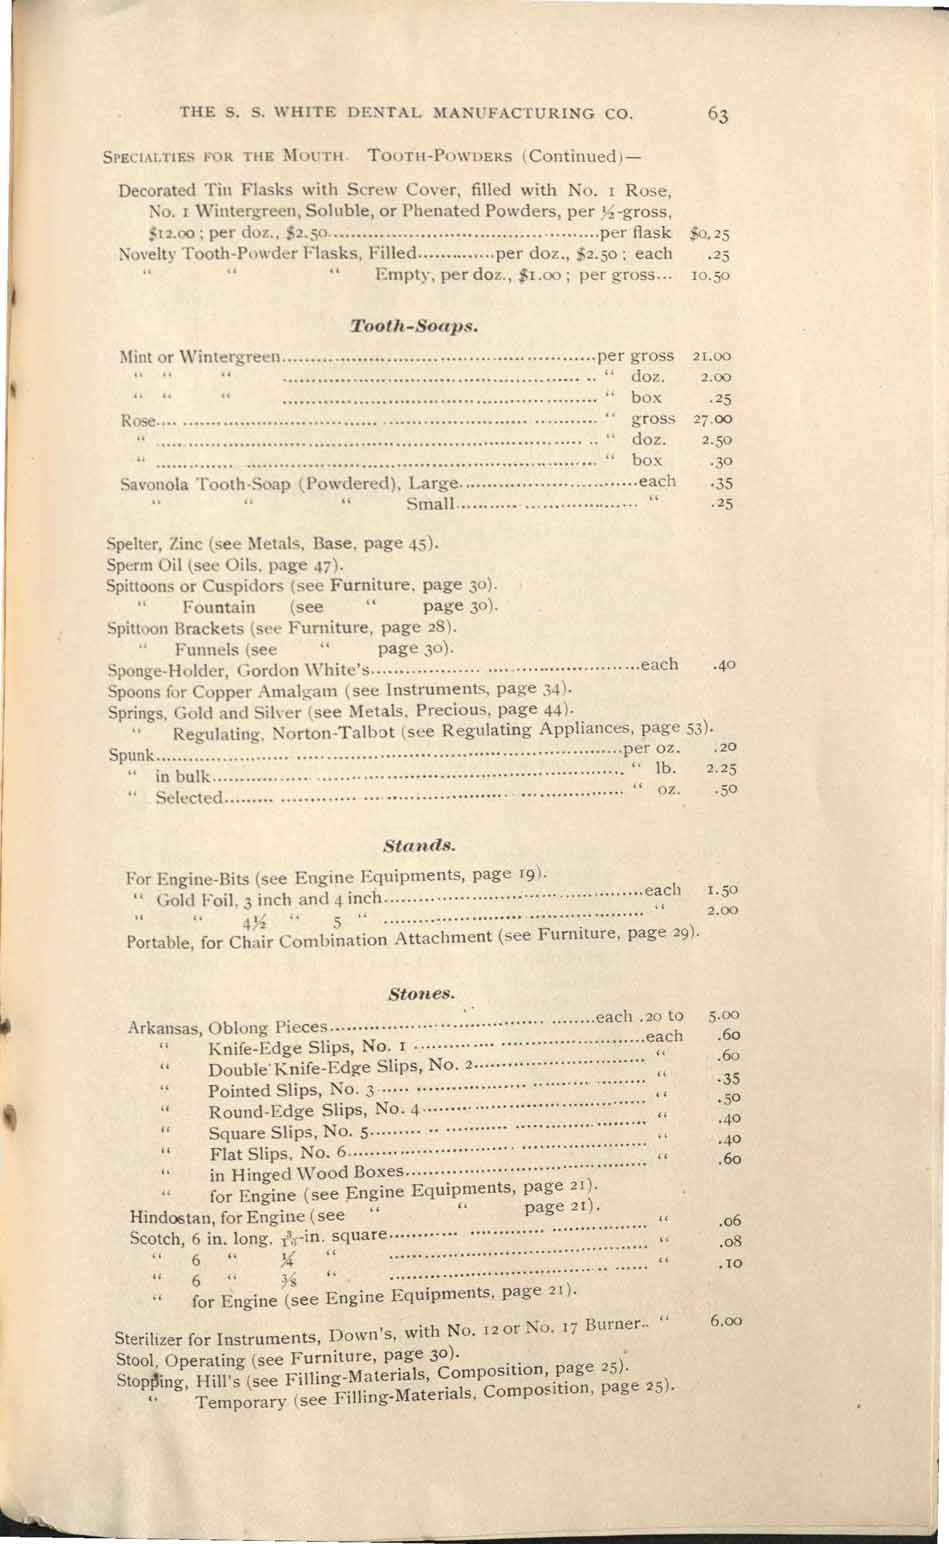 THE S. S. WHITE DENTAL MANUFACTURING CO. 63
SPECIALTIES FOR THE MOUTH. TOOTH-POWDERS (Continued)—
Decorated Tin Flasks with Screw Cover, filled with No. 1 Rose,
No. 1 Wintergreen, Soluble, or Phenated Powders, per ½-gross,
$12.00; per doz., $2.50..........per flask $0.25
Novelty Tooth-Powder Flasks, Filled..........per doz., $2.50; each .25
" " " Empty, per doz., $1.00; per gross... 10.50
Tooth-Soaps.
Mint or Wintergreen..........per gross 21.00
" " " .......... " doz. 2.00
" " " .......... " box .25
Rose.......... " gross 27.00
" .......... " doz. 2.50
" .......... " box .30
Savonola Tooth-Soap (Powdered), Large..........each .35
" " " Small.......... " .25
Spelter, Zinc (see Metals, Base, page 45).
Sperm Oil (see Oils, page 47).
Spittoons or Cuspidors (see Furniture, page 30).
" Fountain (see " page 30).
Spittoon Brackets (see Furniture, page 28).
" Funnels (see " page 30).
Sponge-Holder, Gordon White's..........each .40
Spoons for Copper Amalgam (see Instruments, page 34).
Springs, Gold and Silver (see Metals, Precious, page 44).
" Regulating, Norton-Talbot (see Regulating Appliances, page 53).
Spunk..........per oz. .20
" in bulk.......... " lb. 2.25
" Selected.......... " oz. .50
Stands.
For Engine-Bits (see Engine Equipments, page 19).
" Gold Foil, 3 inch and 4 inch..........each 1.50
" " 4½ " 5 " .......... " 2.00
Portable, for Chair Combination Attachment (see Furniture, page 29).
Stones.
Arkansas, Oblong Pieces..........each .20 to 5.00
" Knife-Edge Slips, No. 1..........each .60
" Double Knife-Edge Slips, No. 2.......... " .60
" Pointed Slips, No. 3.......... " .35
" Round-Edge Slips, No. 4.......... " .50
" Square Slips, No. 5.......... " .40
" Flat Slips, No. 6.......... " .40
" in Hinged Wood Boxes.......... " .60
" for Engine (see Engine Equipments, page 21).
Hindostan, for Engine (see " " page 21).
Scotch, 6 in. long, 3/16-in. square.......... " .06
" 6 " ¼ " .......... " .08
" 6 " ⅜ " .......... " .10
" for Engine (see Engine Equipments, page 21).
Sterilizer for Instruments, Down's, with No. 12 or No. 17 Burner.. " 6.00
Stool, Operating (see Furniture, page 30).
Stopping, Hill's (see Filling-Materials, Composition, page 25).
" Temporary (see Filling-Materials, Composition, page 25).